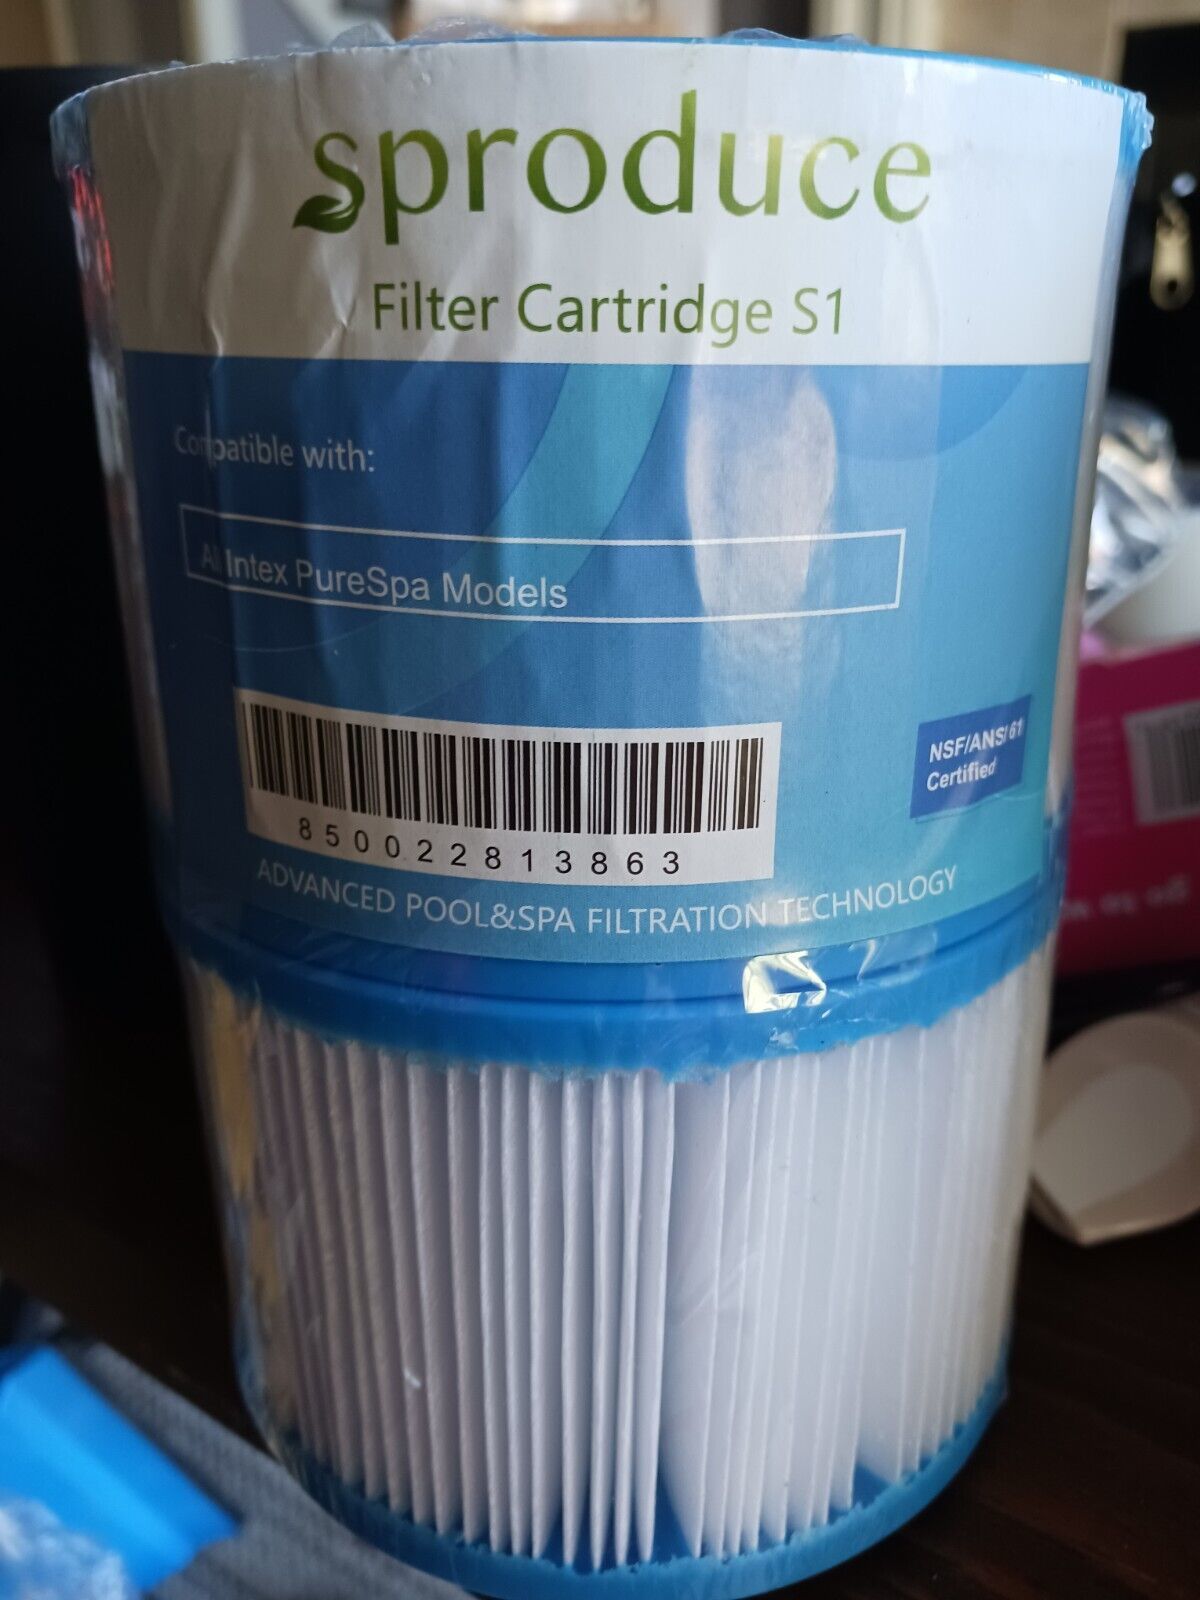 sproduce
Filter Cartridge S1
Compatible with:
All Intex PureSpa Models
NSF/ANSI 61
Certified
850022813863
ADVANCED POOL&SPA FILTRATION TECHNOLOGY